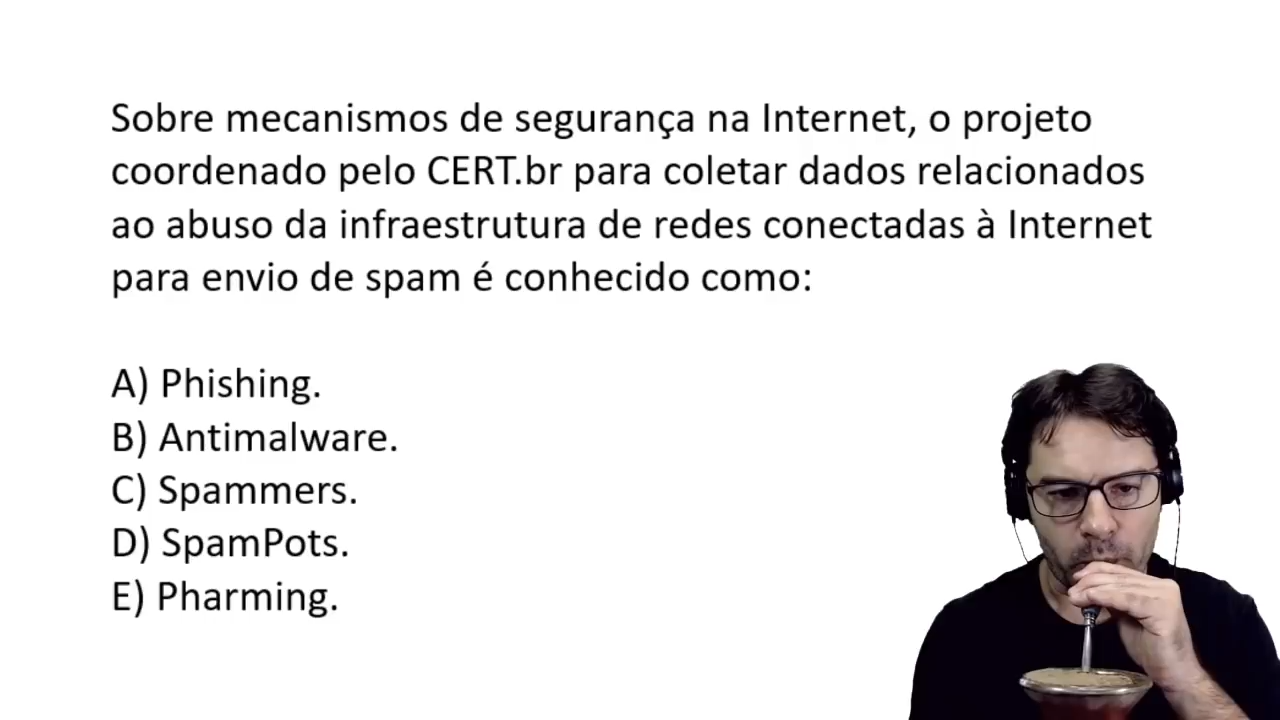 Sobre mecanismos de segurança na Internet, o projeto
coordenado pelo CERT.br para coletar dados relacionados
ao abuso da infraestrutura de redes conectadas à Internet
para envio de spam é conhecido como:
A) Phishing.
B) Antimalware.
C) Spammers.
D) SpamPots.
E) Pharming.